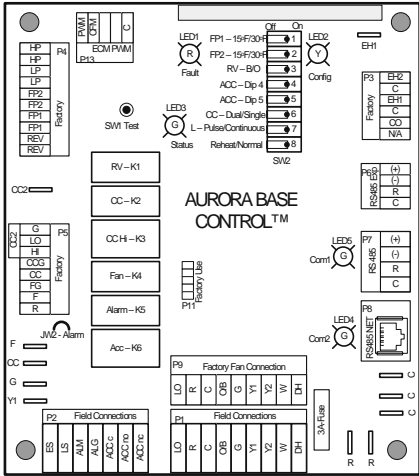 PWM
CFM
ECM PWM
C
P13
P4
HP
HP
LP
LP
FP2
FP2
FP1
FP1
REV
REV
Factory
LED1
R
Fault
SW1 Test
LED3
G
Status
Off On
FP1 – 15ºF/30ºF 1
FP2 – 15ºF/30ºF 2
RV – B/O 3
ACC – Dip 4 4
ACC – Dip 5 5
CC – Dual/Single 6
L – Pulse/Continuous 7
Reheat/Normal 8
SW2
LED2
Y
Config
EH1
P3
EH2
C
EH1
C
CO
N/A
Factory
P6
(+)
(-)
R
C
RS485 Exp
P7
(+)
(-)
R
C
RS 485
LED5
G
Com1
P8
RS485 NET
LED4
G
Com2
RV – K1
CC – K2
CC Hi – K3
Fan – K4
Alarm – K5
Acc – K6
AURORA BASE
CONTROL™
Factory Use
P11
CC2
CC2
P5
G
LO
HI
CCG
CC
FG
F
R
Factory
JW2 - Alarm
F
CC
G
Y1
P9 Factory Fan Connection
LO R C O/B G Y1 Y2 W DH
P2 Field Connections
ES LS ALM ALG ACC c ACC no ACC nc
P1 Field Connections
LO R C O/B G Y1 Y2 W DH
3A-Fuse
C
C
C
R R